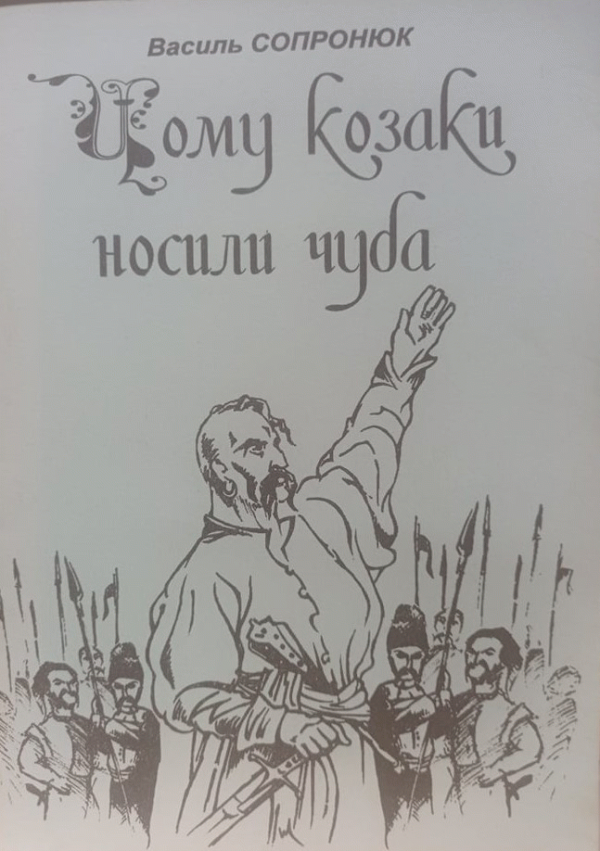 Василь СОПРОНЮК
Чому козаки
носили чуба